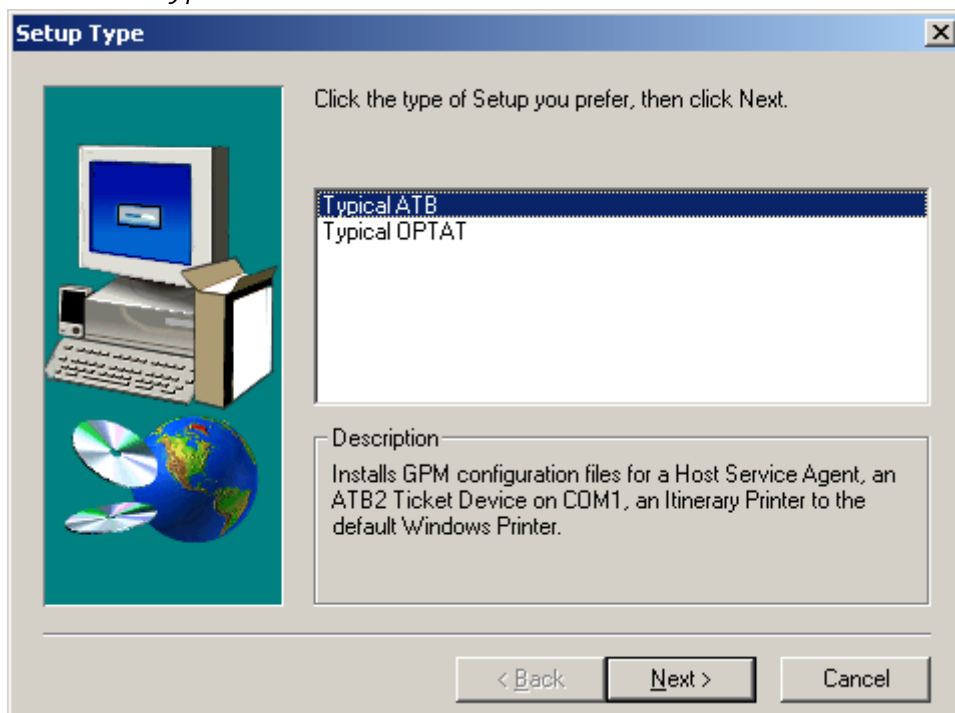 Setup Type
Click the type of Setup you prefer, then click Next.
Typical ATB
Typical OPTAT
Description
Installs GPM configuration files for a Host Service Agent, an
ATB2 Ticket Device on COM1, an Itinerary Printer to the
default Windows Printer.
< Back
Next >
Cancel